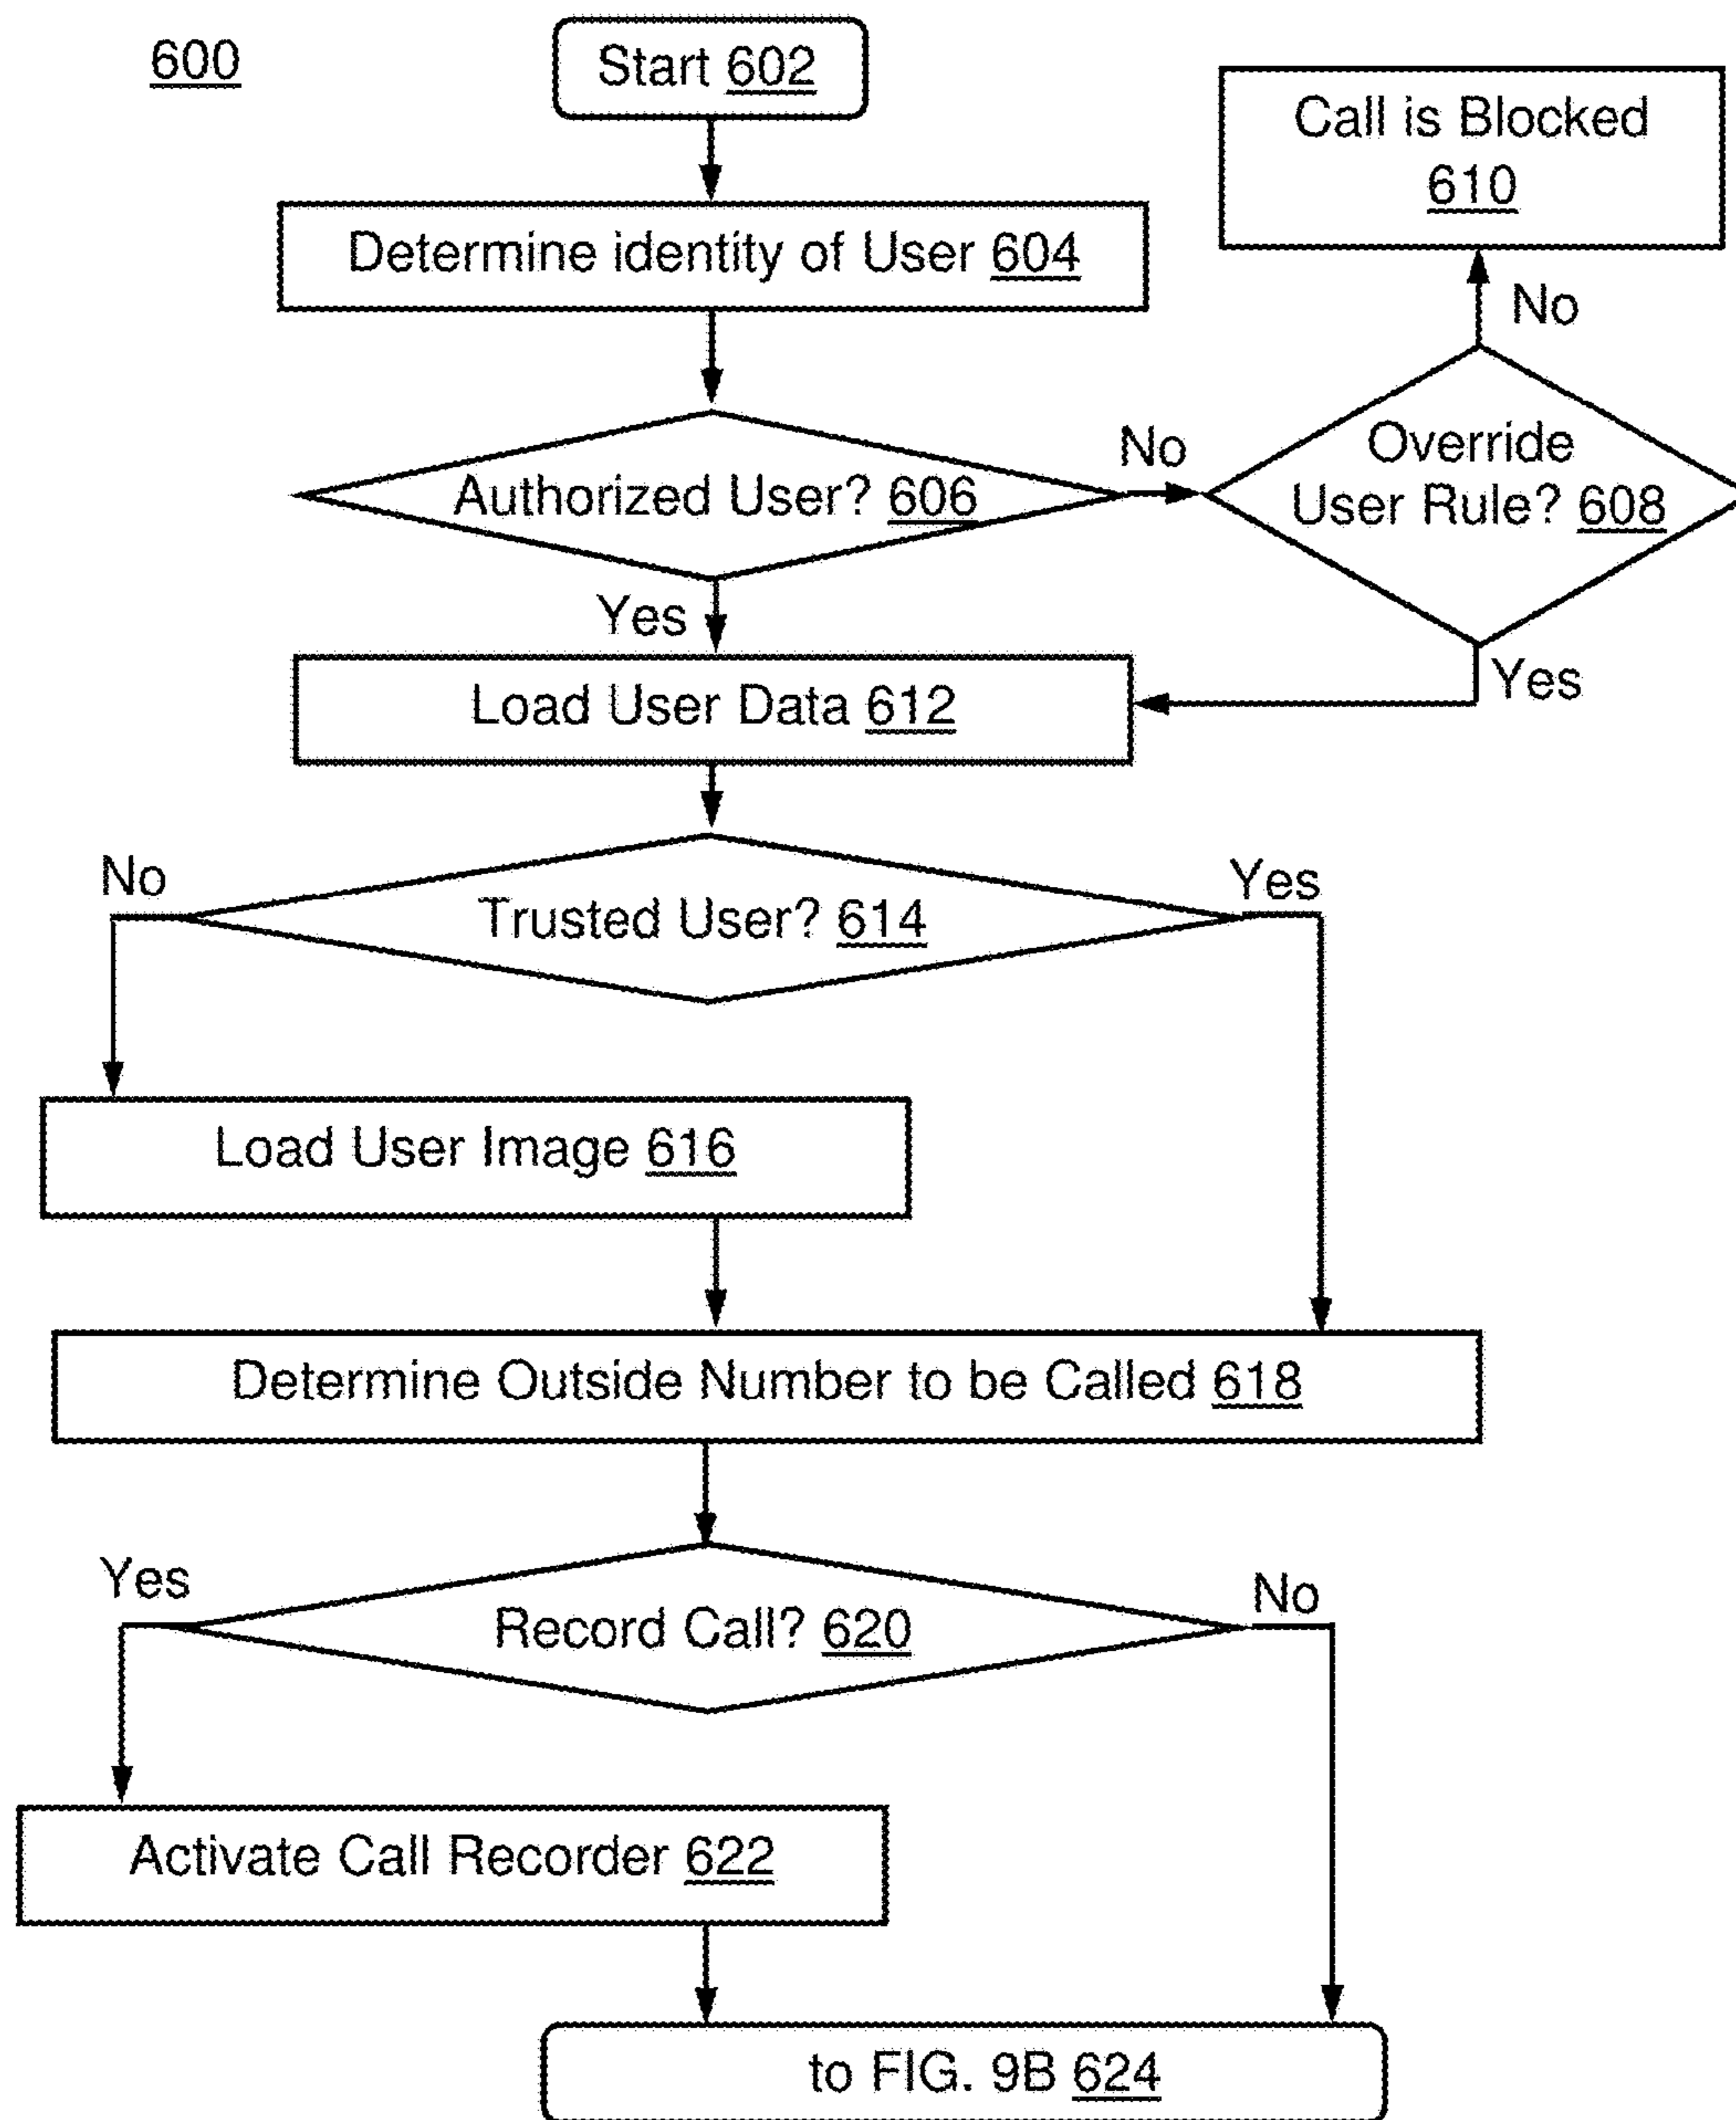 600
Start 602
Call is Blocked
610
Determine identity of User 604
No
Authorized User? 606
No
Override
User Rule? 608
Yes
Yes
Load User Data 612
No
Yes
Trusted User? 614
Load User Image 616
Determine Outside Number to be Called 618
Yes
No
Record Call? 620
Activate Call Recorder 622
to FIG. 9B 624